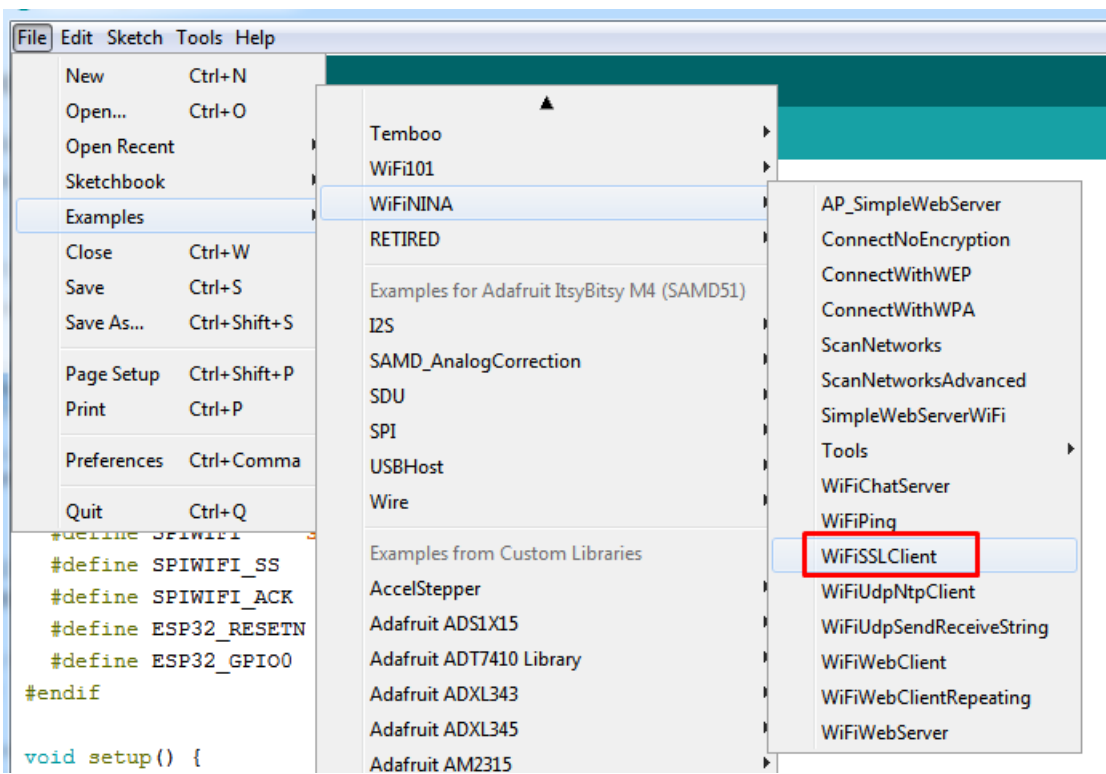 File Edit Sketch Tools Help
New Ctrl+N
Open... Ctrl+O
Open Recent
Sketchbook
Examples
Close Ctrl+W
Save Ctrl+S
Save As... Ctrl+Shift+S
Page Setup Ctrl+Shift+P
Print Ctrl+P
Preferences Ctrl+Comma
Quit Ctrl+Q
Temboo
WiFi101
WiFiNINA
RETIRED
Examples for Adafruit ItsyBitsy M4 (SAMD51)
I2S
SAMD_AnalogCorrection
SDU
SPI
USBHost
Wire
Examples from Custom Libraries
AccelStepper
Adafruit ADS1X15
Adafruit ADT7410 Library
Adafruit ADXL343
Adafruit ADXL345
Adafruit AM2315
AP_SimpleWebServer
ConnectNoEncryption
ConnectWithWEP
ConnectWithWPA
ScanNetworks
ScanNetworksAdvanced
SimpleWebServerWiFi
Tools
WiFiChatServer
WiFiPing
WiFiSSLClient
WiFiUdpNtpClient
WiFiUdpSendReceiveString
WiFiWebClient
WiFiWebClientRepeating
WiFiWebServer
#define SPIWIFI
#define SPIWIFI_SS
#define SPIWIFI_ACK
#define ESP32_RESETN
#define ESP32_GPIO0
#endif
void setup() {